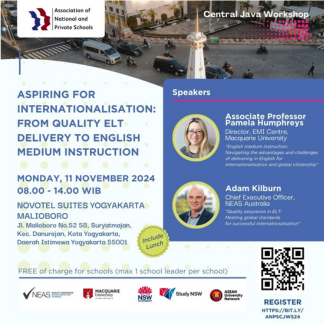 Association of
National and
Private Schools
Central Java Workshop
ASPIRING FOR
INTERNATIONALISATION:
FROM QUALITY ELT
DELIVERY TO ENGLISH
MEDIUM INSTRUCTION
MONDAY, 11 NOVEMBER 2024
08.00 - 14.00 WIB
NOVOTEL SUITES YOGYAKARTA
MALIOBORO
Jl. Malioboro No.52 58, Suryatmajan,
Kec. Danurejan, Kota Yogyakarta,
Daerah Istimewa Yogyakarta 55001
Include
Lunch
FREE of charge for schools (max 1 school leader per school)
Speakers
Associate Professor
Pamela Humphreys
Director, EMI Centre,
Macquarie University
"English medium instruction:
Navigating the advantages and challenges
of delivering in English for
internationalisation and global citizenship"
Adam Kilburn
Chief Executive Officer,
NEAS Australia
"Quality assurance in ELT:
Meeting global standards
for successful internationalisation"
NEAS
MACQUARIE
University
NSW
Study NSW
ASEAN
University
Network
REGISTER
HTTPS://BIT.LY/
ANPSCJWS24